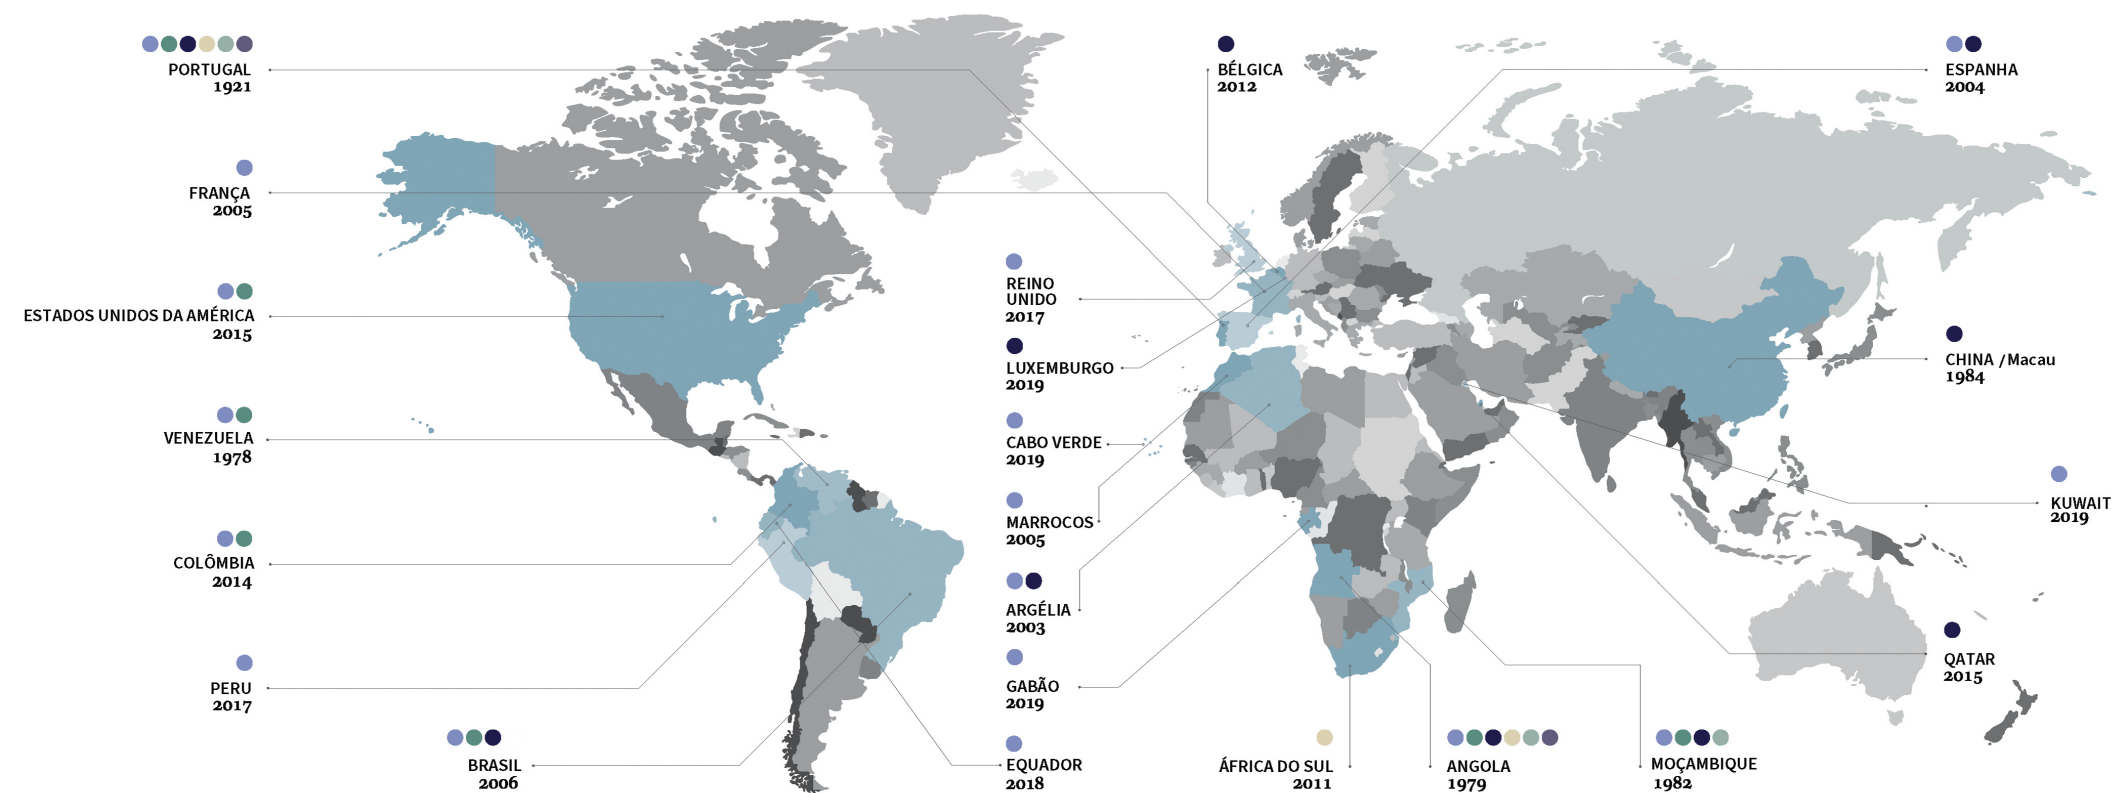 PORTUGAL
1921
FRANÇA
2005
ESTADOS UNIDOS DA AMÉRICA
2015
VENEZUELA
1978
COLÔMBIA
2014
PERU
2017
BRASIL
2006
REINO
UNIDO
2017
LUXEMBURGO
2019
CABO VERDE
2019
MARROCOS
2005
ARGÉLIA
2003
GABÃO
2019
EQUADOR
2018
BÉLGICA
2012
ESPANHA
2004
CHINA /Macau
1984
KUWAIT
2019
QATAR
2015
ÁFRICA DO SUL
2011
ANGOLA
1979
MOÇAMBIQUE
1982